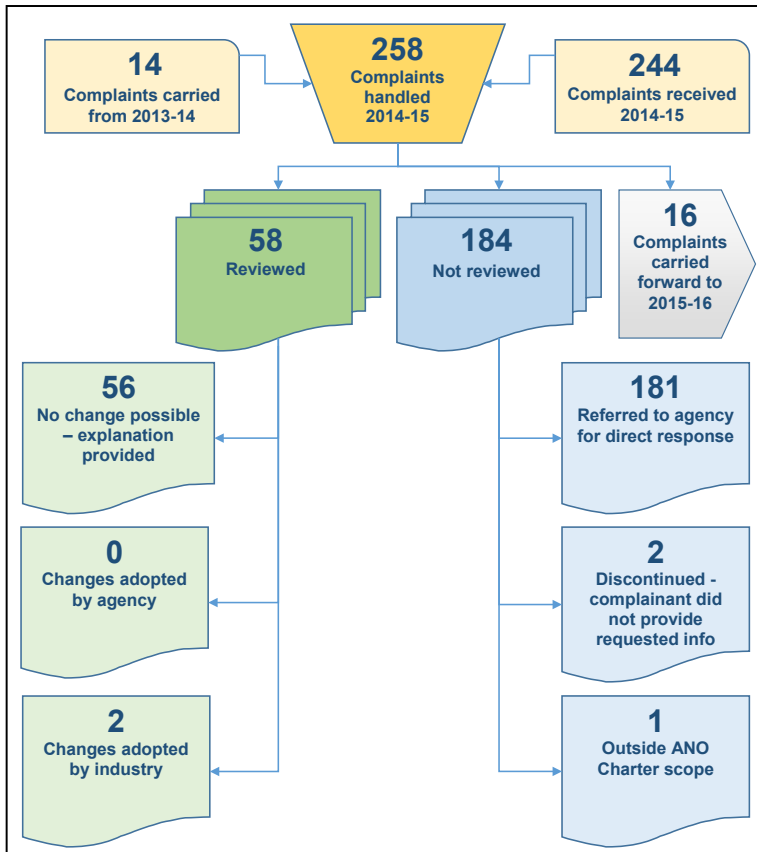 14
Complaints carried
from 2013-14
258
Complaints
handled
2014-15
244
Complaints received
2014-15
58
Reviewed
184
Not reviewed
16
Complaints
carried
forward to
2015-16
56
No change possible
– explanation
provided
181
Referred to agency
for direct response
0
Changes adopted
by agency
2
Discontinued -
complainant did
not provide
requested info
2
Changes adopted
by industry
1
Outside ANO
Charter scope